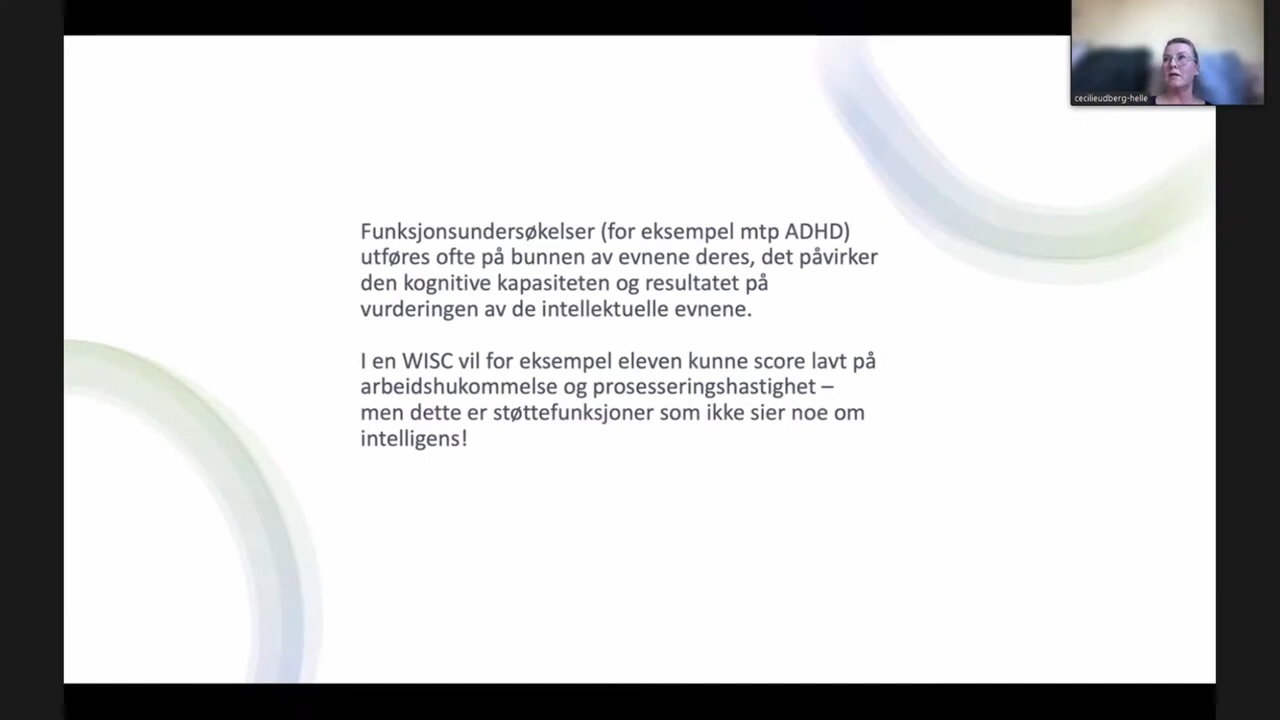 cecilieudberg-helle
Funksjonsundersøkelser (for eksempel mtp ADHD)
utføres ofte på bunnen av evnene deres, det påvirker
den kognitive kapasiteten og resultatet på
vurderingen av de intellektuelle evnene.
I en WISC vil for eksempel eleven kunne score lavt på
arbeidshukommelse og prosesseringshastighet –
men dette er støttefunksjoner som ikke sier noe om
intelligens!